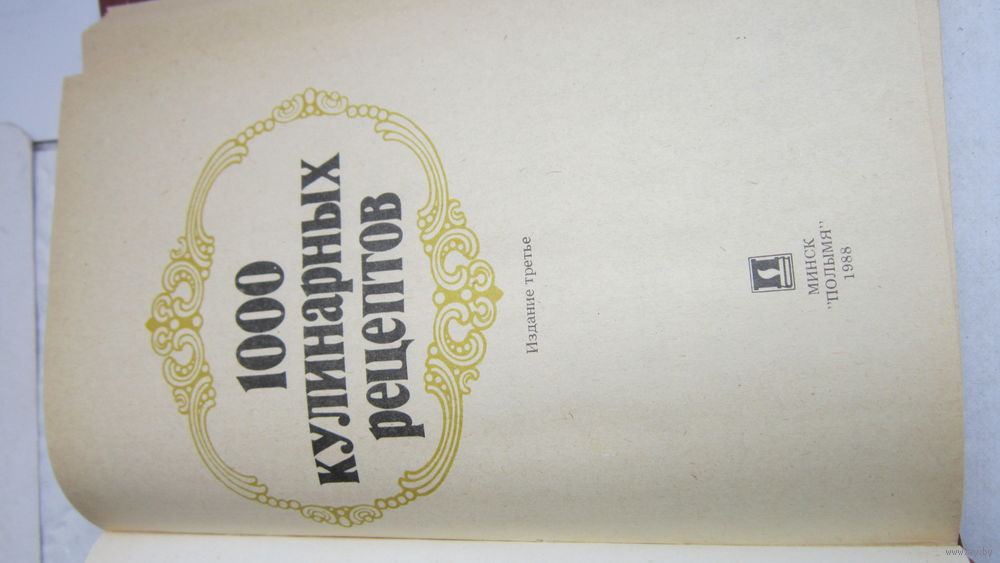 1000
кулинарных
рецептов
Издание третье
МИНСК
"ПОЛЫМЯ"
1988